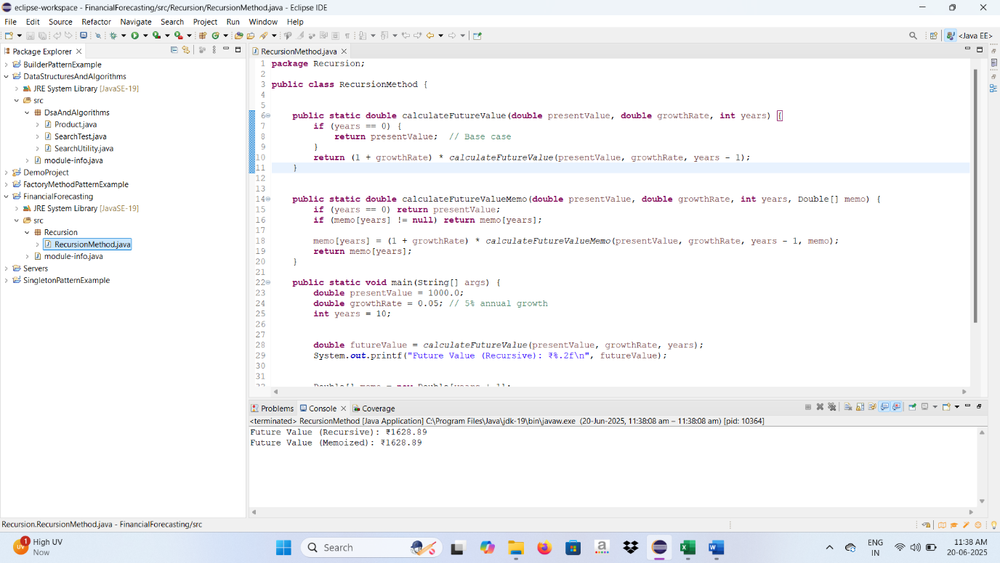 eclipse-workspace - FinancialForecasting/src/Recursion/RecursionMethod.java - Eclipse IDE
File Edit Source Refactor Navigate Search Project Run Window Help
<Java EE>
Package Explorer
BuilderPatternExample
DataStructuresAndAlgorithms
JRE System Library [JavaSE-19]
src
DsaAndAlgorithms
Product.java
SearchTest.java
SearchUtility.java
module-info.java
DemoProject
FactoryMethodPatternExample
FinancialForecasting
JRE System Library [JavaSE-19]
src
Recursion
RecursionMethod.java
module-info.java
Servers
SingletonPatternExample
RecursionMethod.java
1 package Recursion;
2
3 public class RecursionMethod {
4
5
6 public static double calculateFutureValue(double presentValue, double growthRate, int years) {
7 if (years == 0) {
8 return presentValue; // Base case
9 }
10 return (1 + growthRate) * calculateFutureValue(presentValue, growthRate, years - 1);
11 }
12
13
14 public static double calculateFutureValueMemo(double presentValue, double growthRate, int years, Double[] memo) {
15 if (years == 0) return presentValue;
16 if (memo[years] != null) return memo[years];
17
18 memo[years] = (1 + growthRate) * calculateFutureValueMemo(presentValue, growthRate, years - 1, memo);
19 return memo[years];
20 }
21
22 public static void main(String[] args) {
23 double presentValue = 1000.0;
24 double growthRate = 0.05; // 5% annual growth
25 int years = 10;
26
27
28 double futureValue = calculateFutureValue(presentValue, growthRate, years);
29 System.out.printf("Future Value (Recursive): ₹%.2f\n", futureValue);
30
31
Problems Console Coverage
<terminated> RecursionMethod [Java Application] C:\Program Files\Java\jdk-19\bin\javaw.exe (20-Jun-2025, 11:38:08 am – 11:38:08 am) [pid: 10364]
Future Value (Recursive): ₹1628.89
Future Value (Memoized): ₹1628.89
Recursion.RecursionMethod.java - FinancialForecasting/src
1
UV
High UV
Now
Search
ENG
IN
11:38 AM
20-06-2025